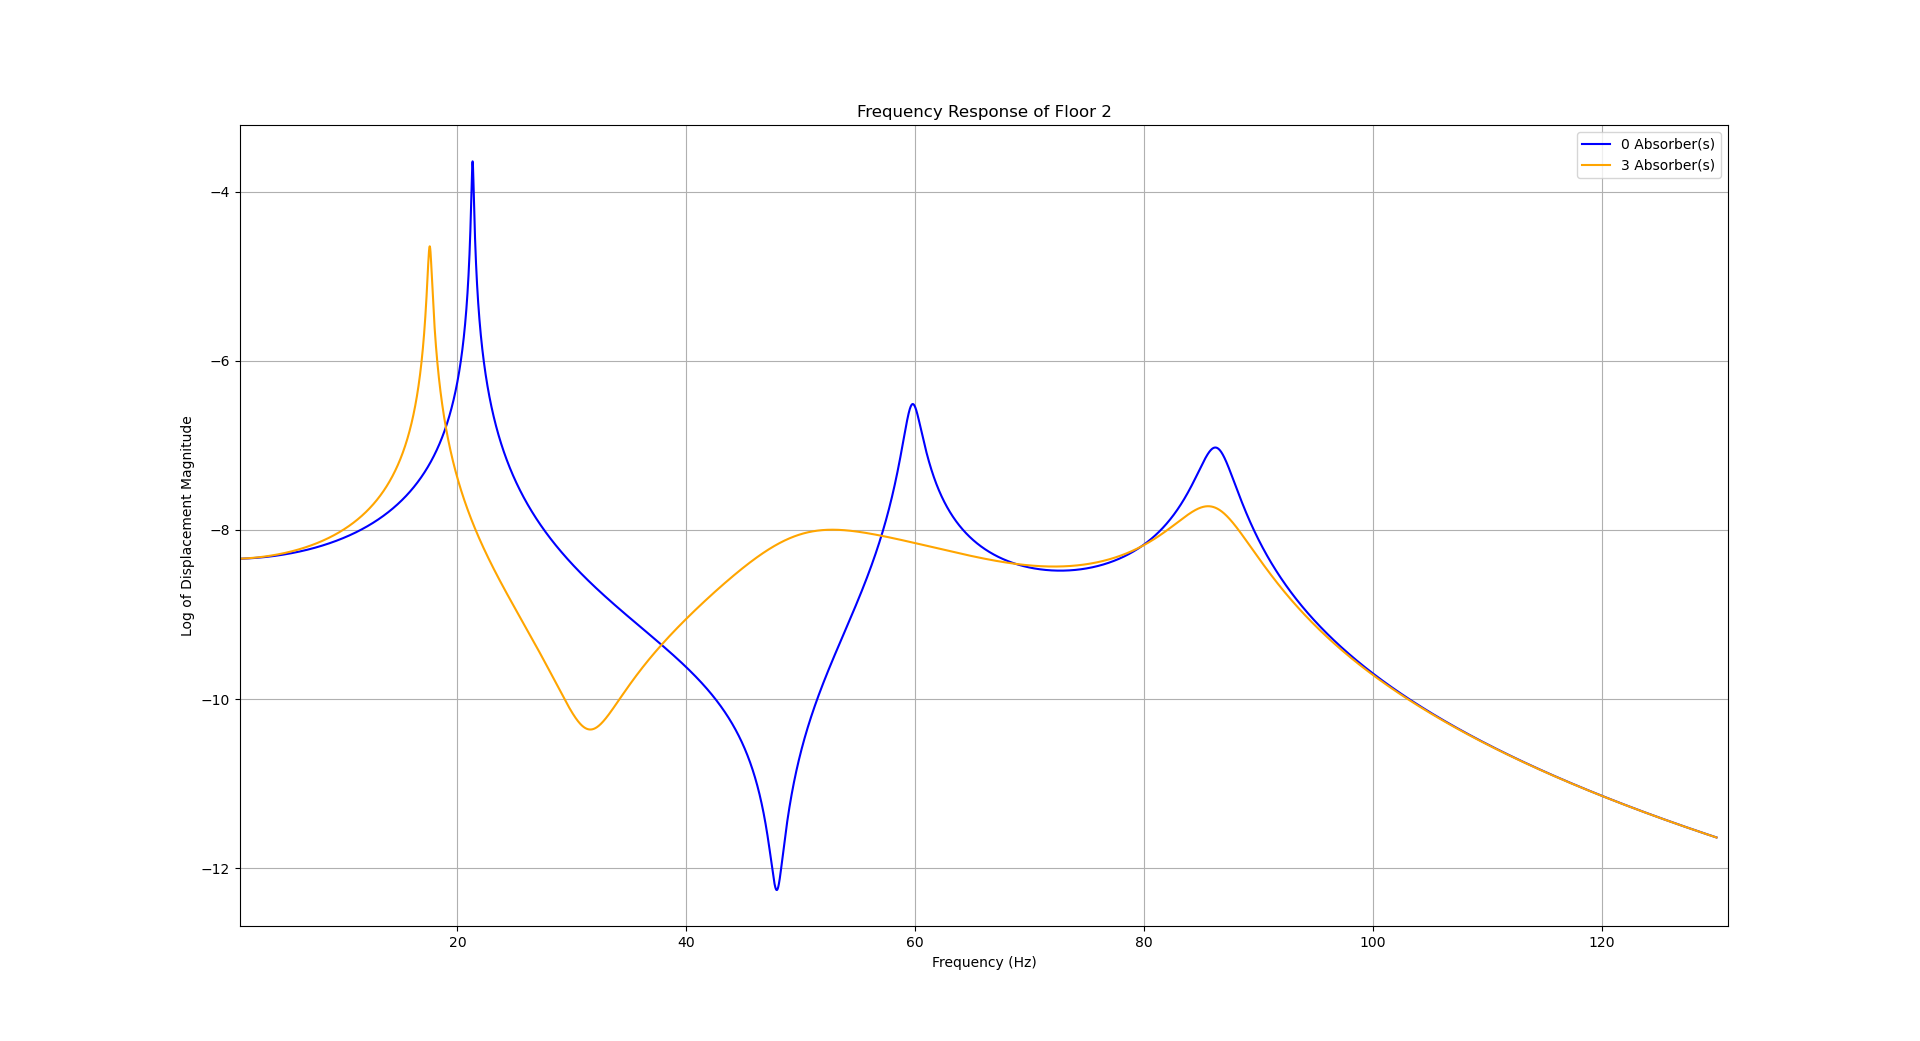 Frequency Response of Floor 2
0 Absorber(s)
3 Absorber(s)
Log of Displacement Magnitude
−4
−6
−8
−10
−12
20 40 60 80 100 120
Frequency (Hz)